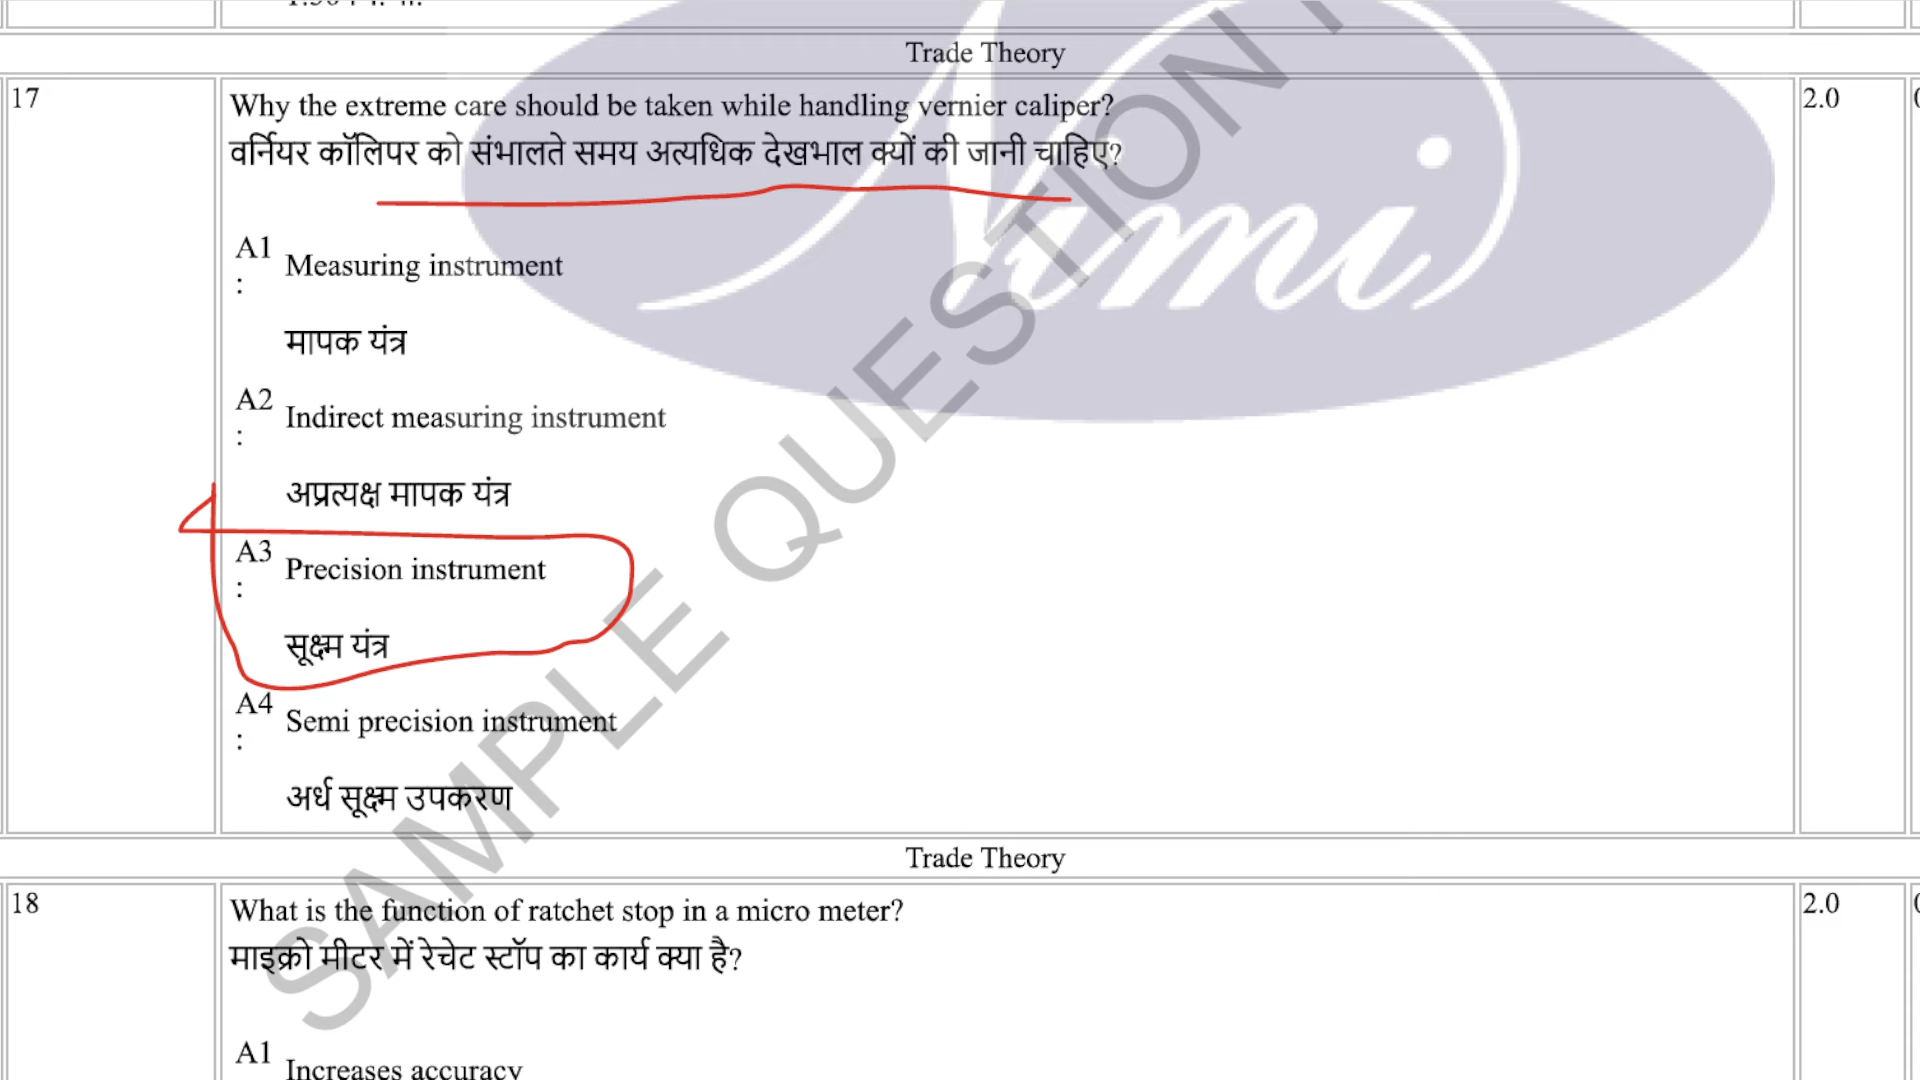 Trade Theory
17
Why the extreme care should be taken while handling vernier caliper?
2.0
वर्नियर कॉलिपर को संभालते समय अत्यधिक देखभाल क्यों की जानी चाहिए?
A1
:
Measuring instrument
मापक यंत्र
A2
:
Indirect measuring instrument
अप्रत्यक्ष मापक यंत्र
A3
:
Precision instrument
सूक्ष्म यंत्र
A4
:
Semi precision instrument
अर्ध सूक्ष्म उपकरण
Trade Theory
18
What is the function of ratchet stop in a micro meter?
2.0
माइक्रो मीटर में रेचेट स्टॉप का कार्य क्या है?
A1
Increases accuracy
SAMPLE QUESTION
Nimi